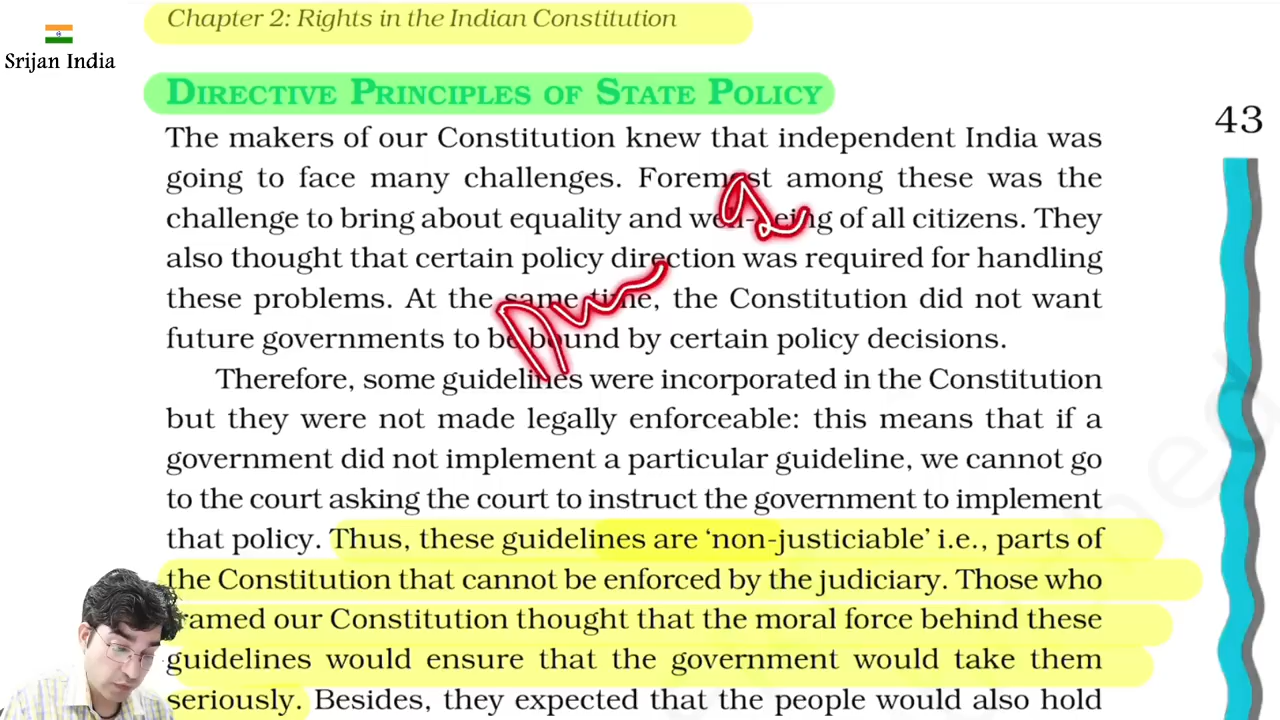 Chapter 2: Rights in the Indian Constitution
Srijan India
DIRECTIVE PRINCIPLES OF STATE POLICY
43
The makers of our Constitution knew that independent India was
going to face many challenges. Foremost among these was the
challenge to bring about equality and well-being of all citizens. They
also thought that certain policy direction was required for handling
these problems. At the same time, the Constitution did not want
future governments to be bound by certain policy decisions.
Therefore, some guidelines were incorporated in the Constitution
but they were not made legally enforceable: this means that if a
government did not implement a particular guideline, we cannot go
to the court asking the court to instruct the government to implement
that policy. Thus, these guidelines are ‘non-justiciable’ i.e., parts of
the Constitution that cannot be enforced by the judiciary. Those who
framed our Constitution thought that the moral force behind these
guidelines would ensure that the government would take them
seriously. Besides, they expected that the people would also hold